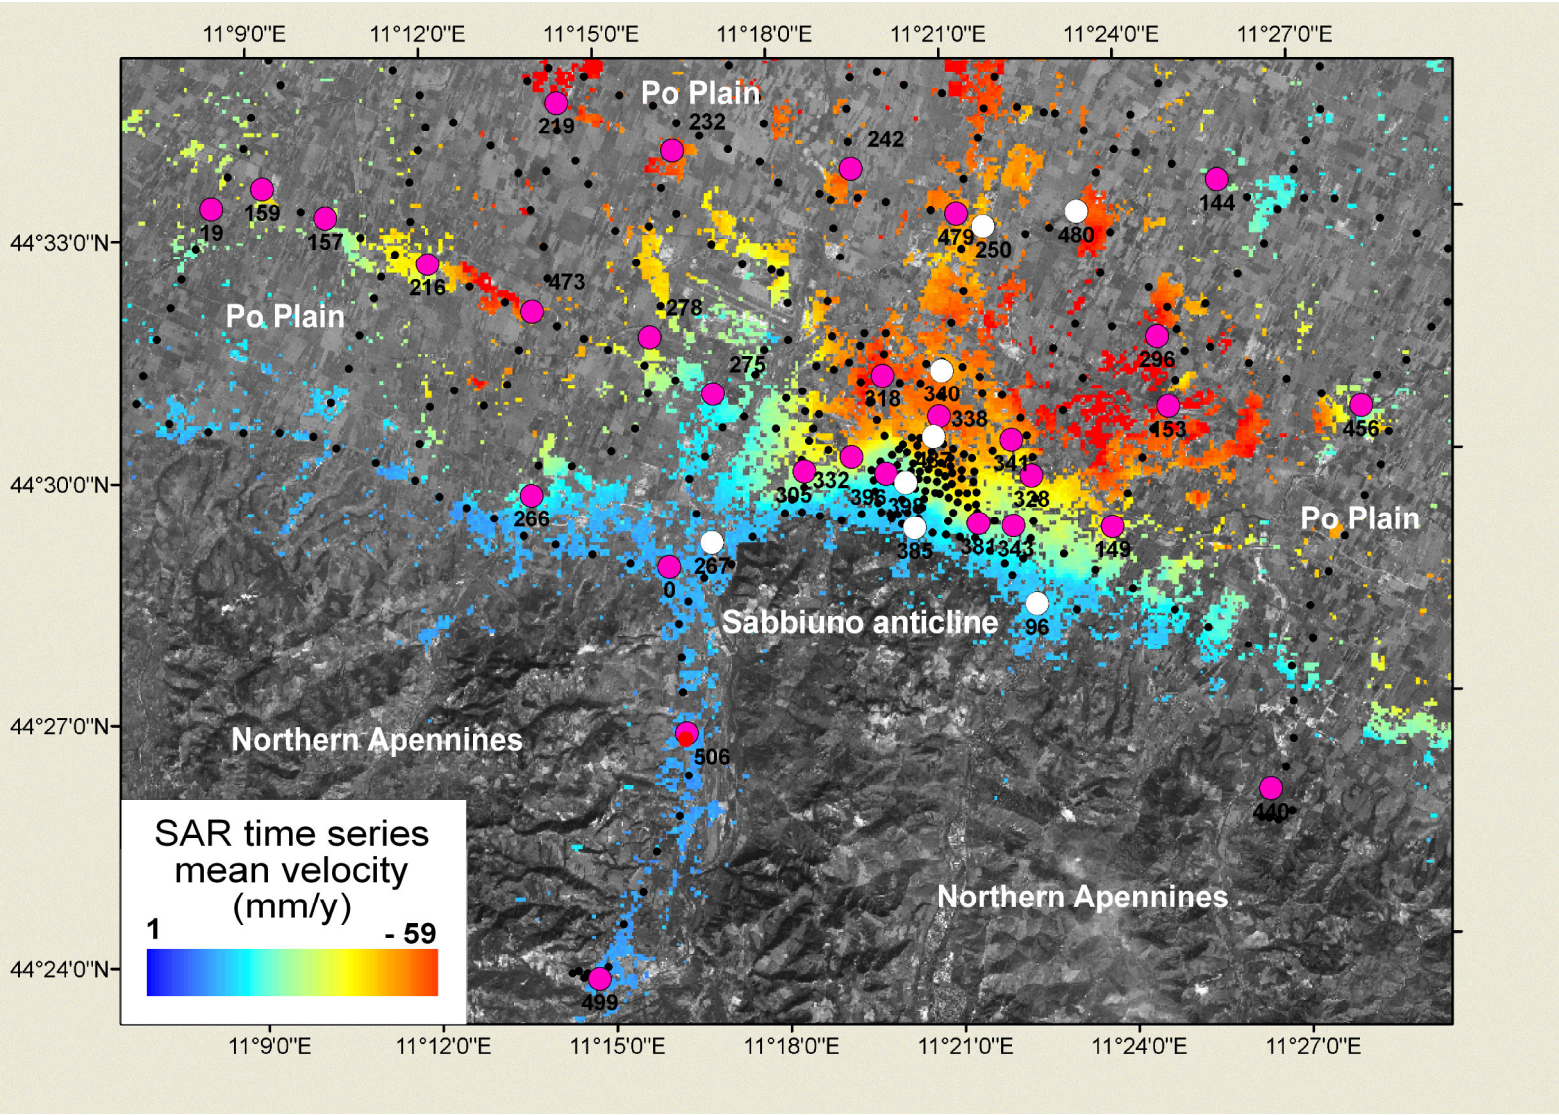 11°9'0"E 11°12'0"E 11°15'0"E 11°18'0"E 11°21'0"E 11°24'0"E 11°27'0"E
Po Plain
219
232
242
159
19
157
144
479
250
480
44°33'0"N
216
473
278
Po Plain
275
296
318
340
338
153
456
341
44°30'0"N
305
332
396
328
266
Po Plain
385
381
343
149
267
0
Sabbiuno anticline
96
44°27'0"N
Northern Apennines
506
440
SAR time series
mean velocity
(mm/y)
1
- 59
Northern Apennines
44°24'0"N
499
11°9'0"E 11°12'0"E 11°15'0"E 11°18'0"E 11°21'0"E 11°24'0"E 11°27'0"E